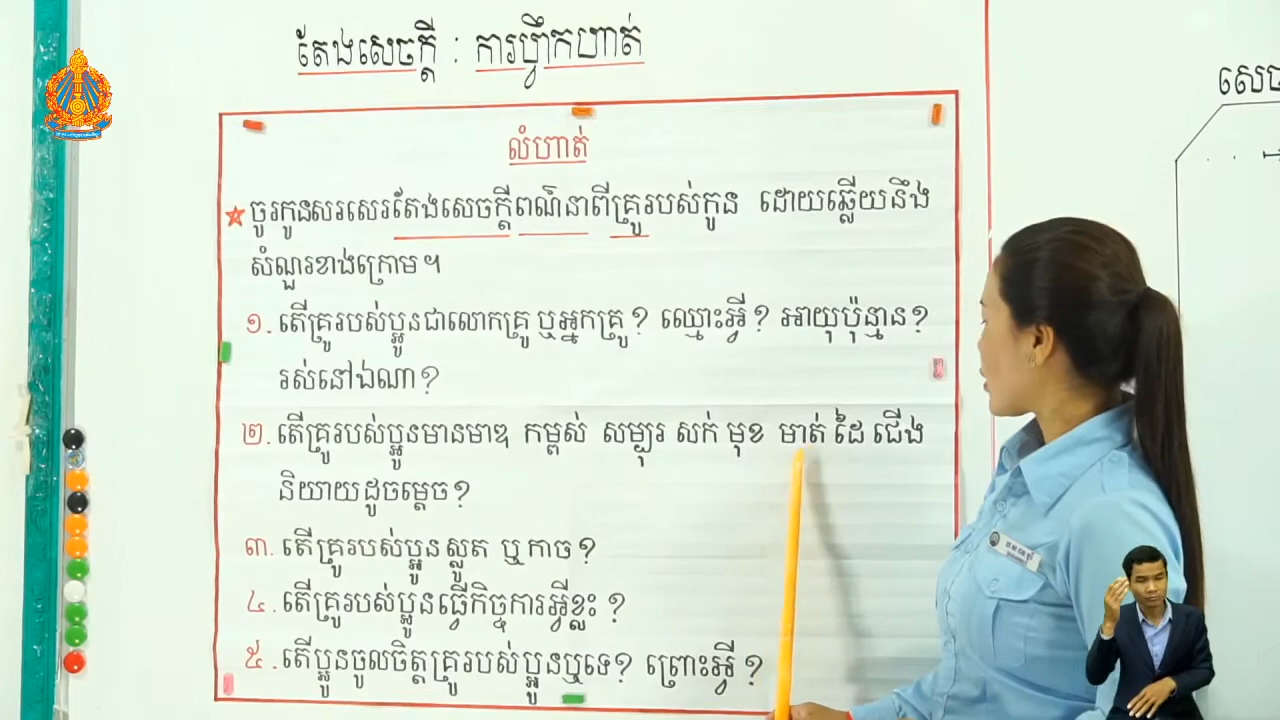 តែងសេចក្ដី : ការហ្វឹកហាត់
លំហាត់
ចូរកូនសរសេរតែងសេចក្ដីពណ៌នាពីគ្រូរបស់កូន ដោយឆ្លើយនឹង
សំណួរខាងក្រោម។
១. តើគ្រូរបស់ប្អូនជាលោកគ្រូ ឬអ្នកគ្រូ? ឈ្មោះអ្វី? អាយុប៉ុន្មាន?
រស់នៅឯណា?
២. តើគ្រូរបស់ប្អូនមានមាឌ កម្ពស់ សម្បុរ សក់ មុខ មាត់ ដៃ ជើង
និយាយដូចម្ដេច?
៣. តើគ្រូរបស់ប្អូនស្លូត ឬកាច?
៤. តើគ្រូរបស់ប្អូនធ្វើកិច្ចការអ្វីខ្លះ ?
៥. តើប្អូនចូលចិត្តគ្រូរបស់ប្អូនឬទេ? ព្រោះអ្វី ?
សេច